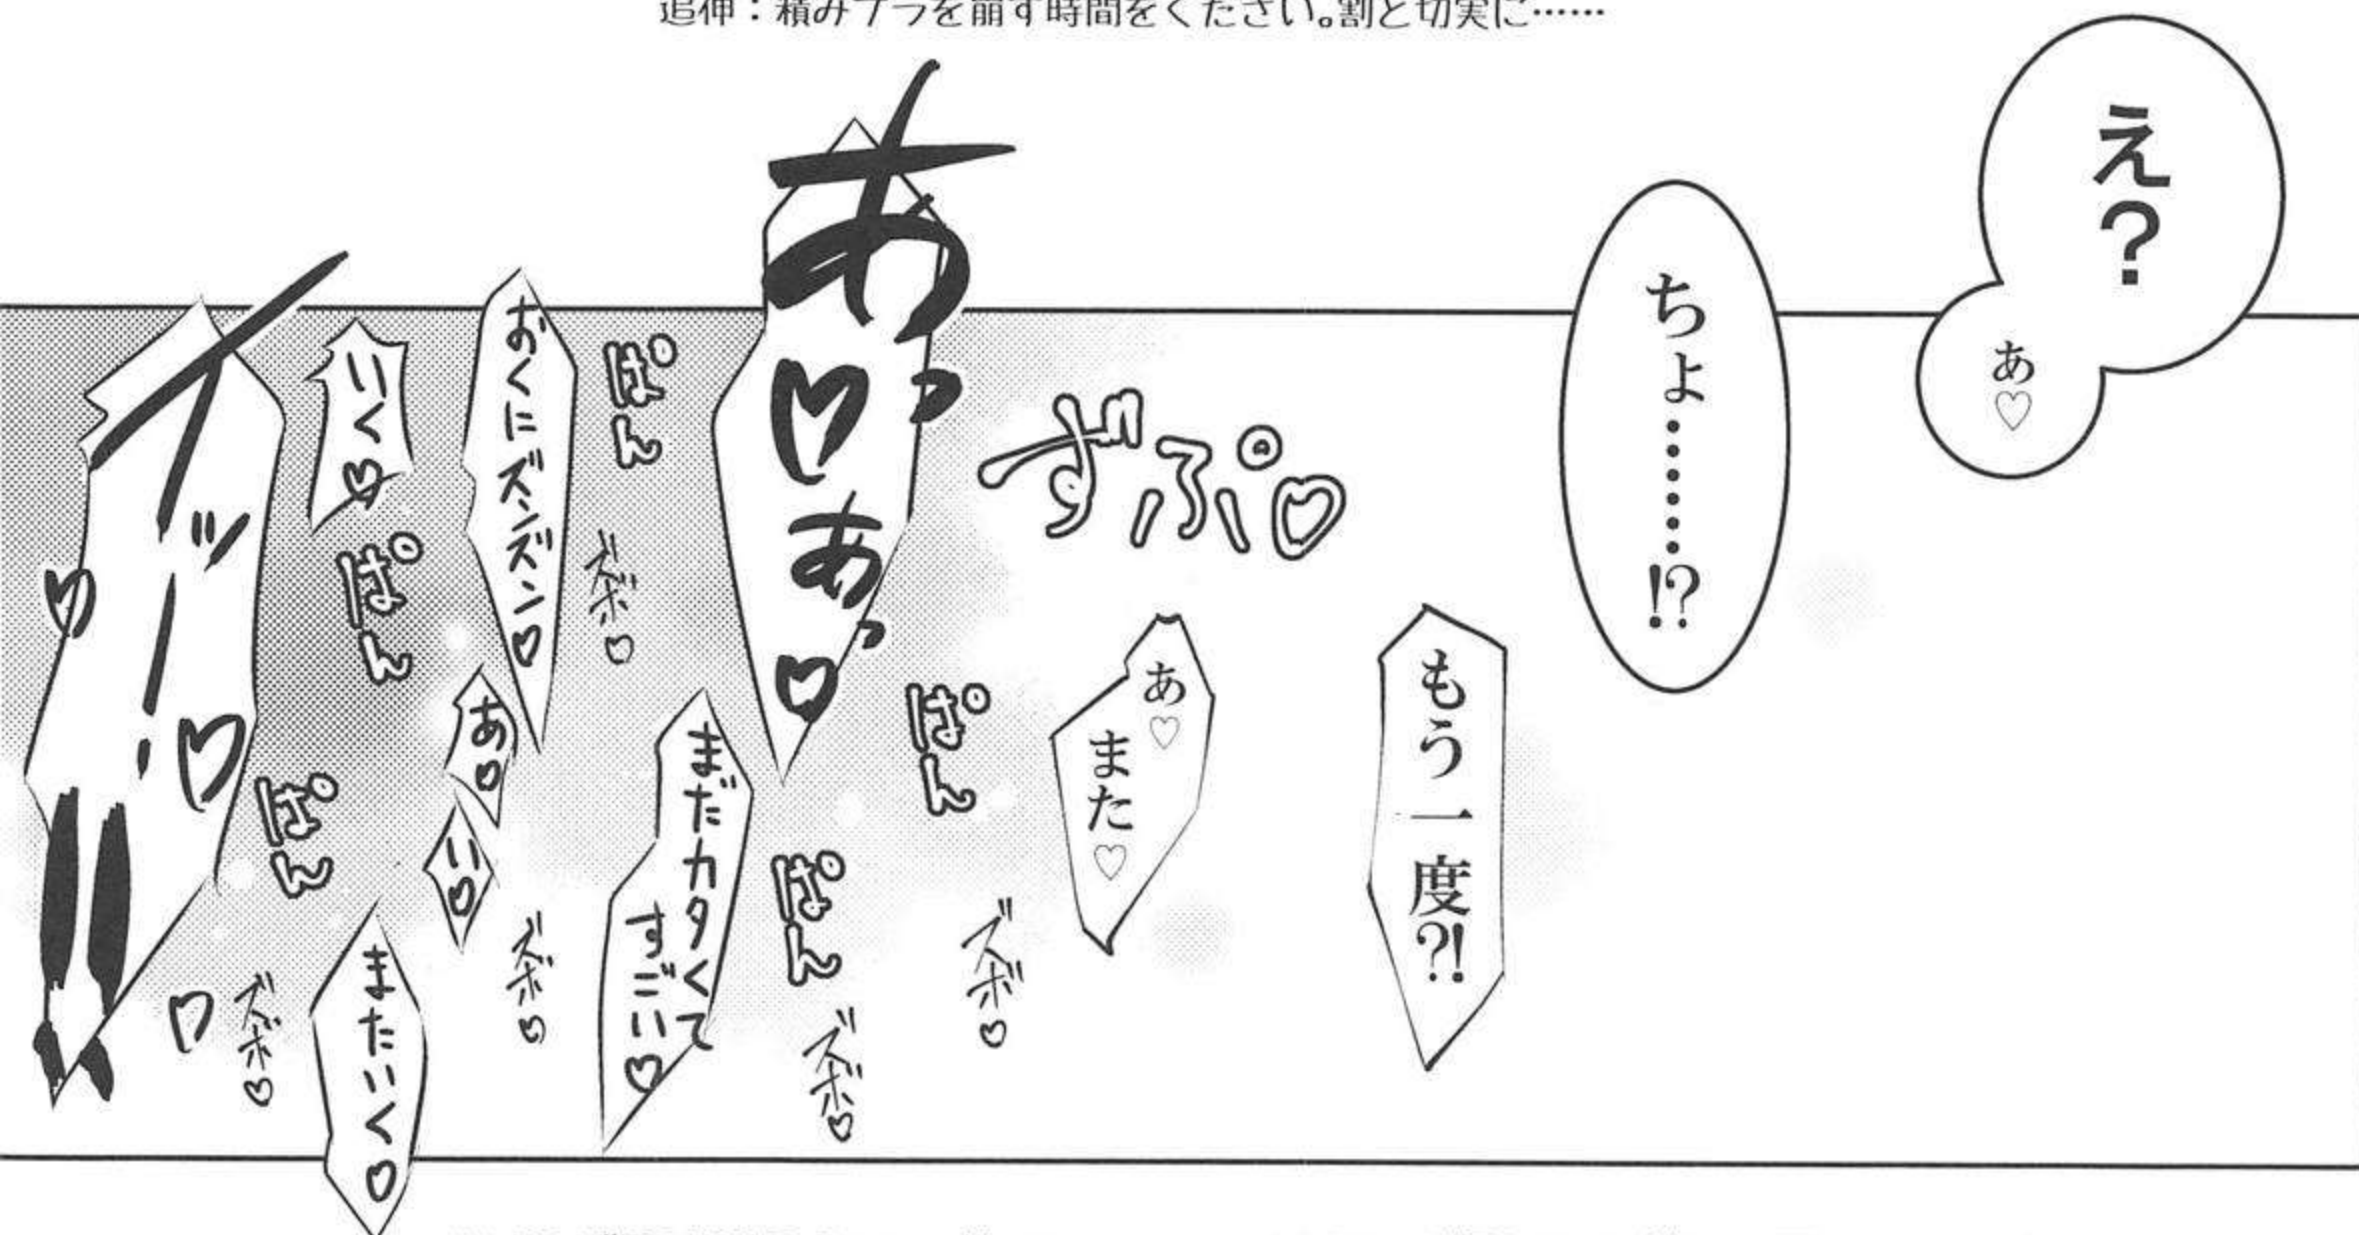 追伸：積みプラを崩す時間をください。割と切実に……
え？
あ♡
ちょ………!?
もう一度?!
あ♡
また♡
ずぷ♡
ズボ♡
ぱん
あっ♡あっ♡
ぱん
ズボ♡
ぱん
ズボ♡
まだカタくて
すごい♡
おくにズンズン♡
ズボ♡
あ♡
い♡
いく♡
ぱん
またいく♡
ぱん
ズボ♡
イッーー♡♡